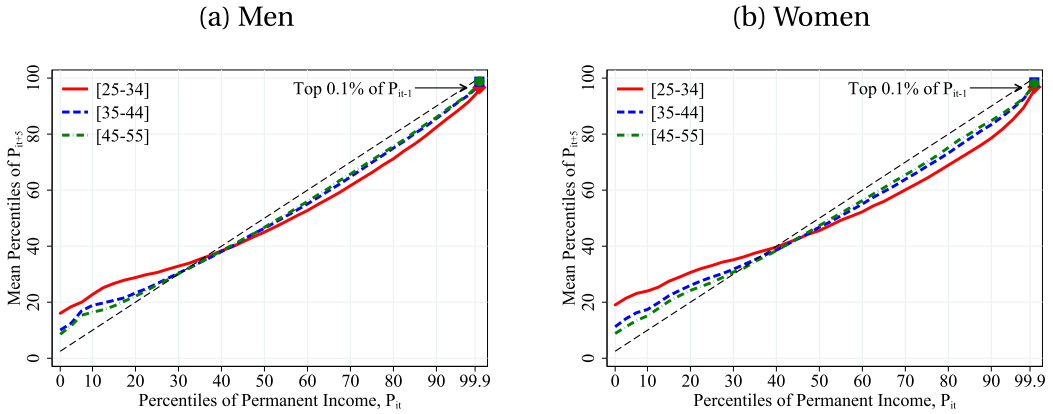 (a) Men
100
80
60
40
20
0
Mean Percentiles of P_it+5
[25-34]
[35-44]
[45-55]
Top 0.1% of P_it-1
0 10 20 30 40 50 60 70 80 90 99.9
Percentiles of Permanent Income, P_it
(b) Women
100
80
60
40
20
0
Mean Percentiles of P_it+5
[25-34]
[35-44]
[45-55]
Top 0.1% of P_it-1
0 10 20 30 40 50 60 70 80 90 99.9
Percentiles of Permanent Income, P_it